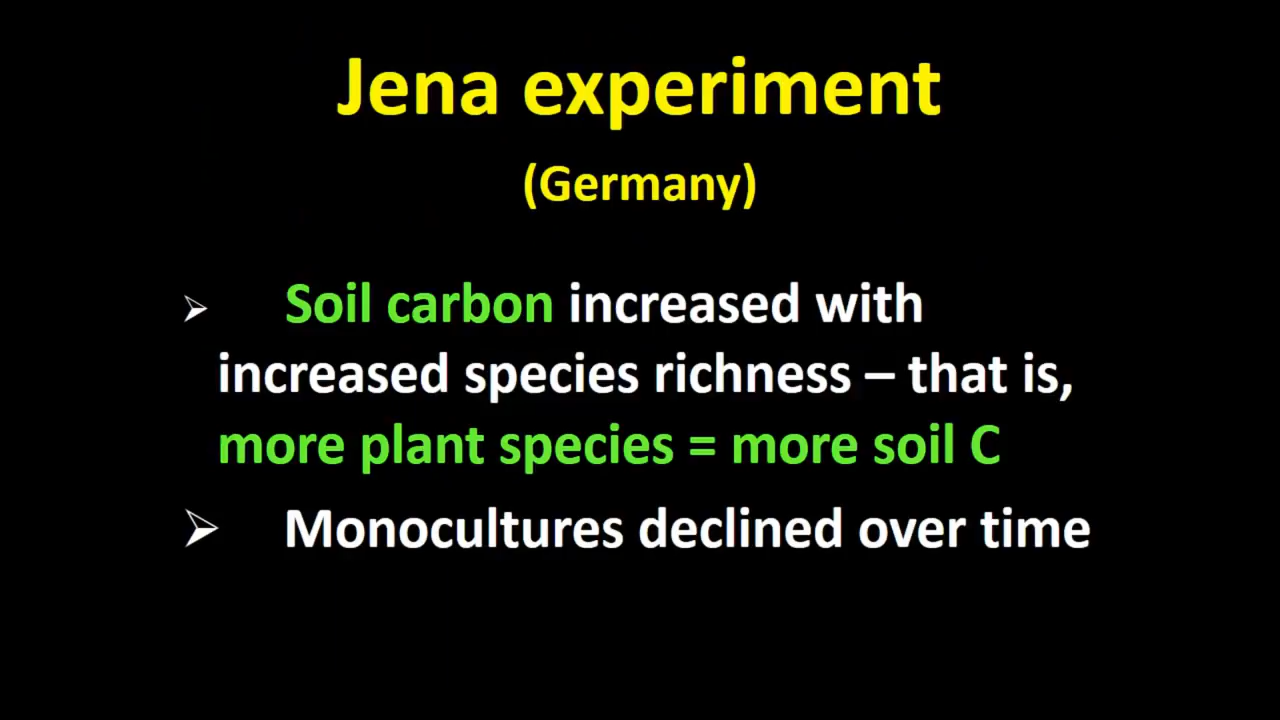 Jena experiment
(Germany)
➢ Soil carbon increased with
increased species richness – that is,
more plant species = more soil C
➢ Monocultures declined over time